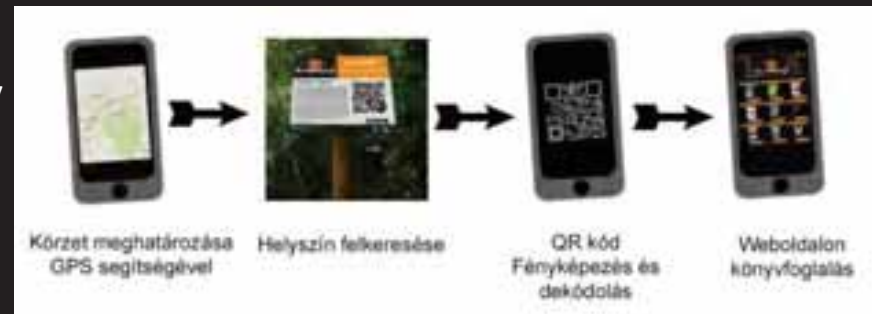 Körzet meghatározása
GPS segítségével
Helyszín felkeresése
QR kód
Fényképezés és
dekódolás
Weboldalon
könyvfoglalás